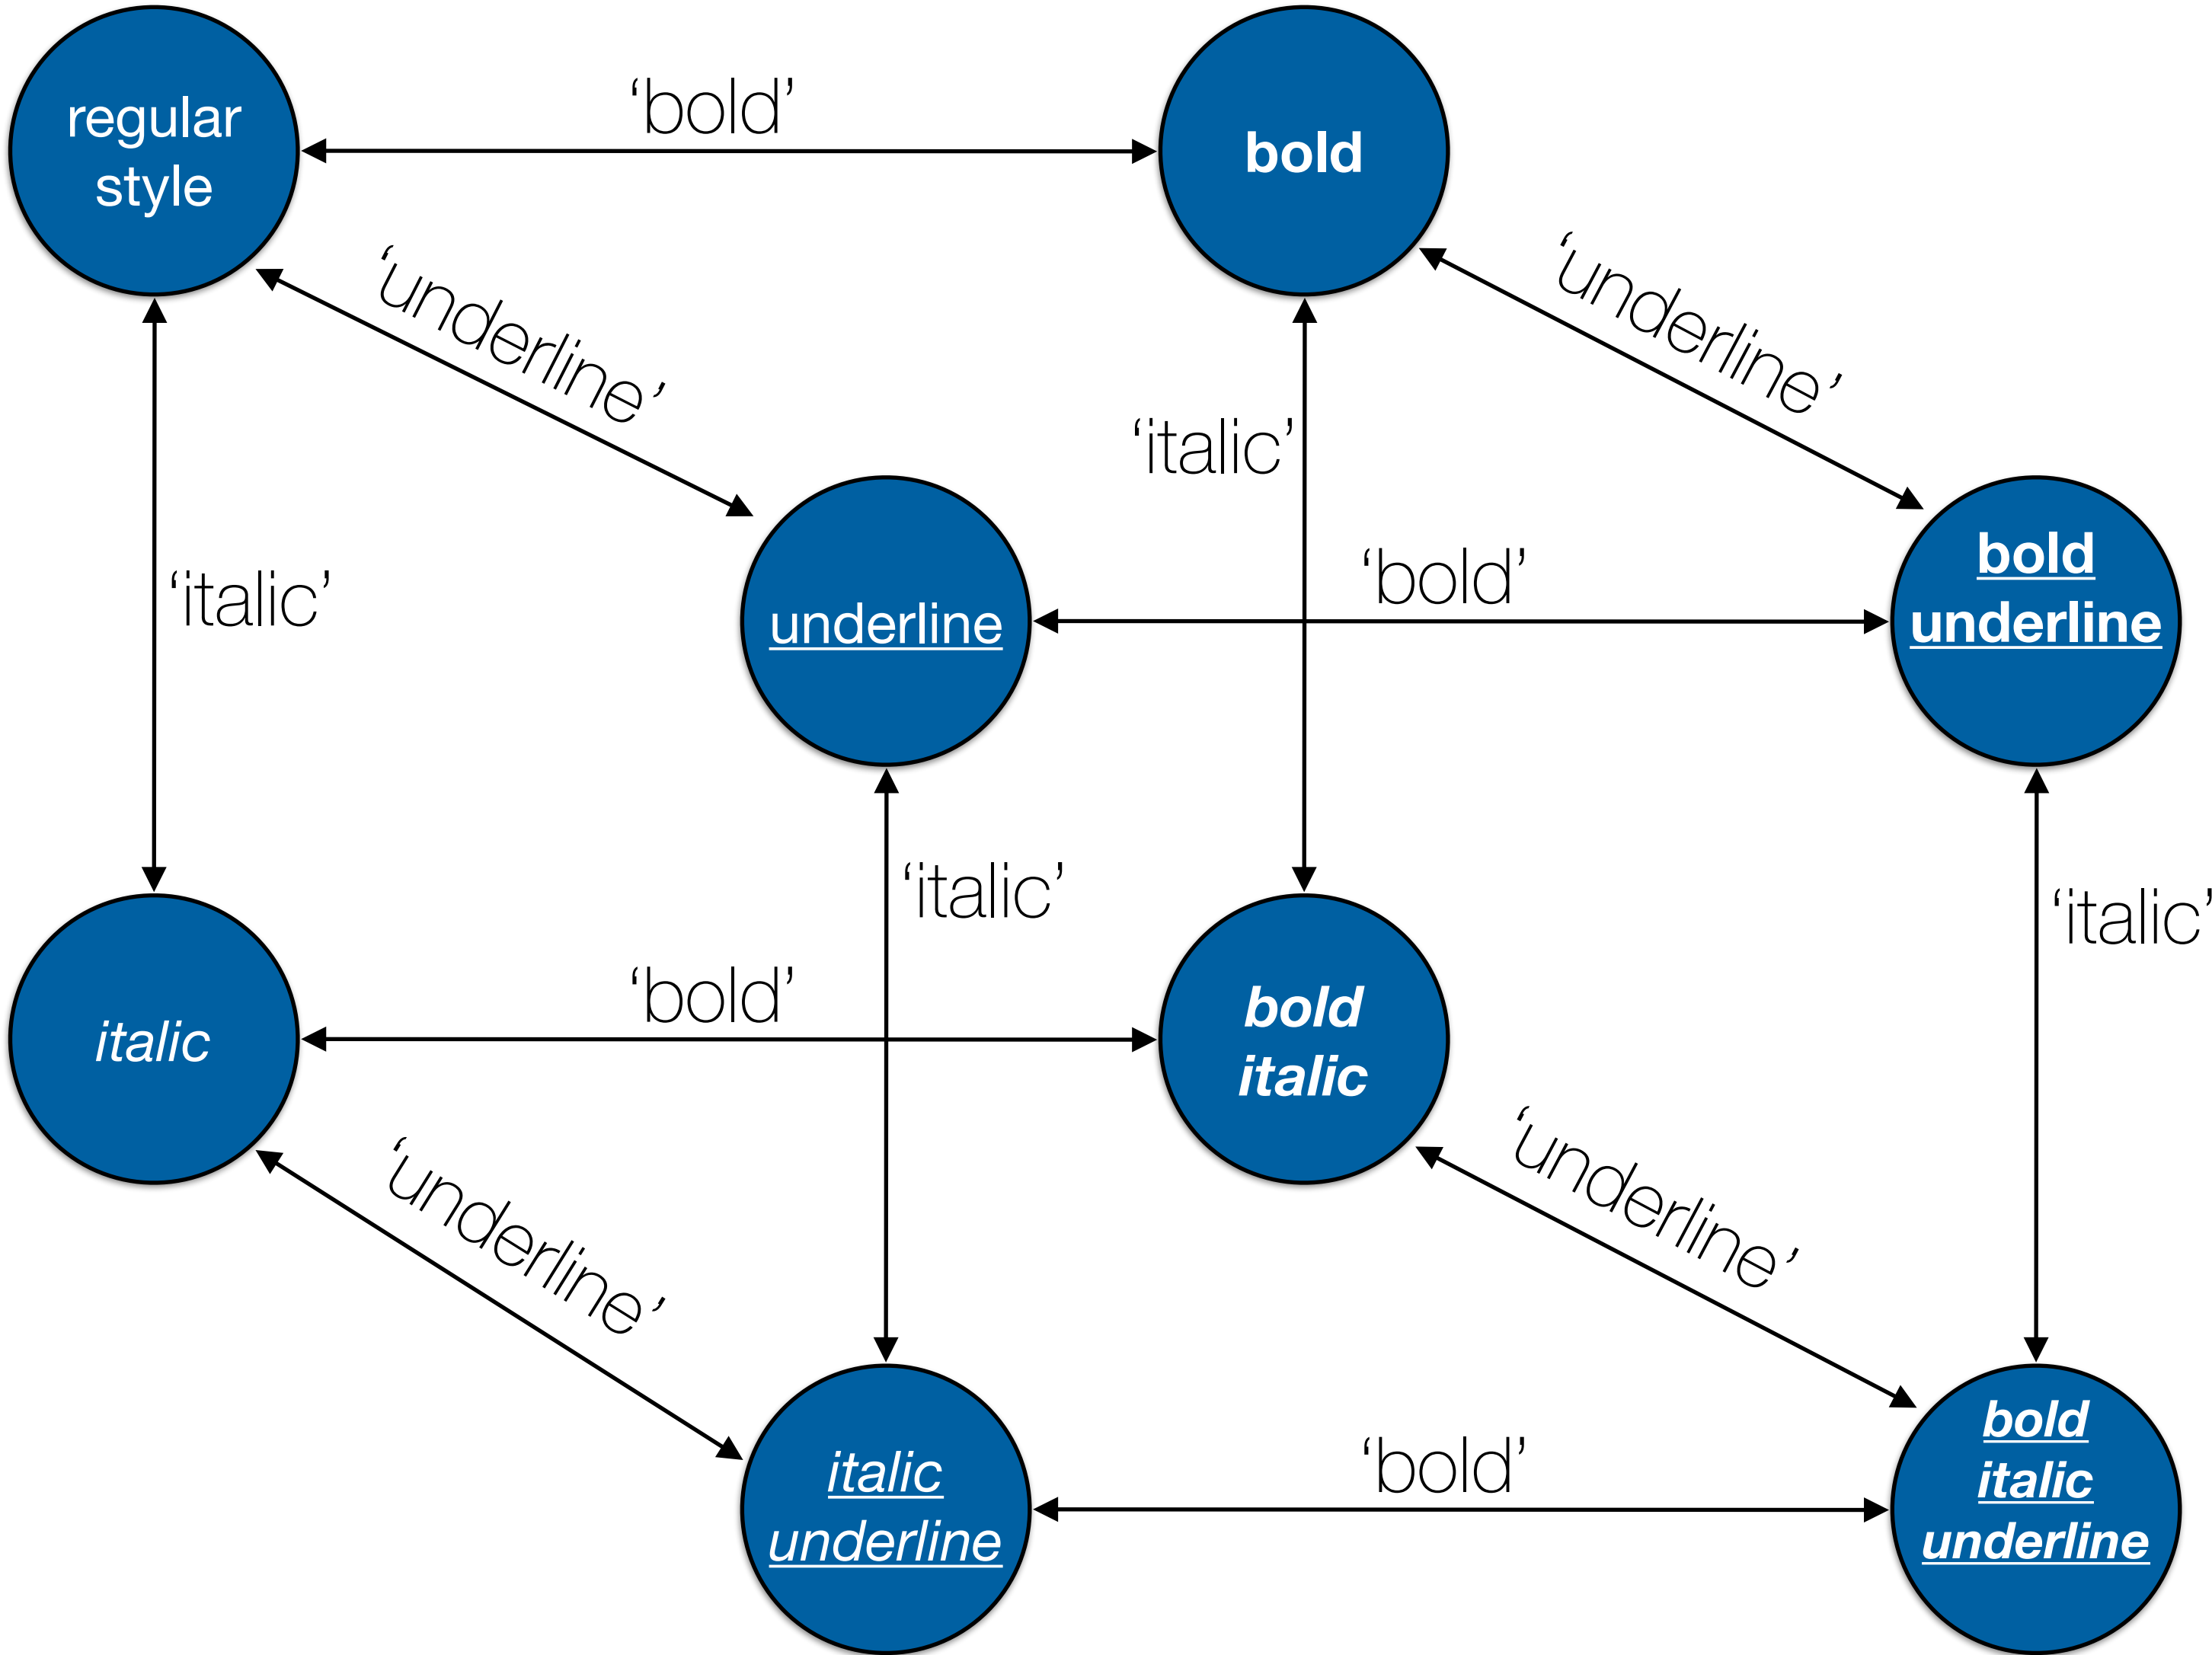 regular
style
‘bold’
bold
‘underline’
‘underline’
‘italic’
‘italic’
underline
‘bold’
bold
underline
‘italic’
‘italic’
italic
‘bold’
bold
italic
‘underline’
‘underline’
italic
underline
‘bold’
bold
italic
underline